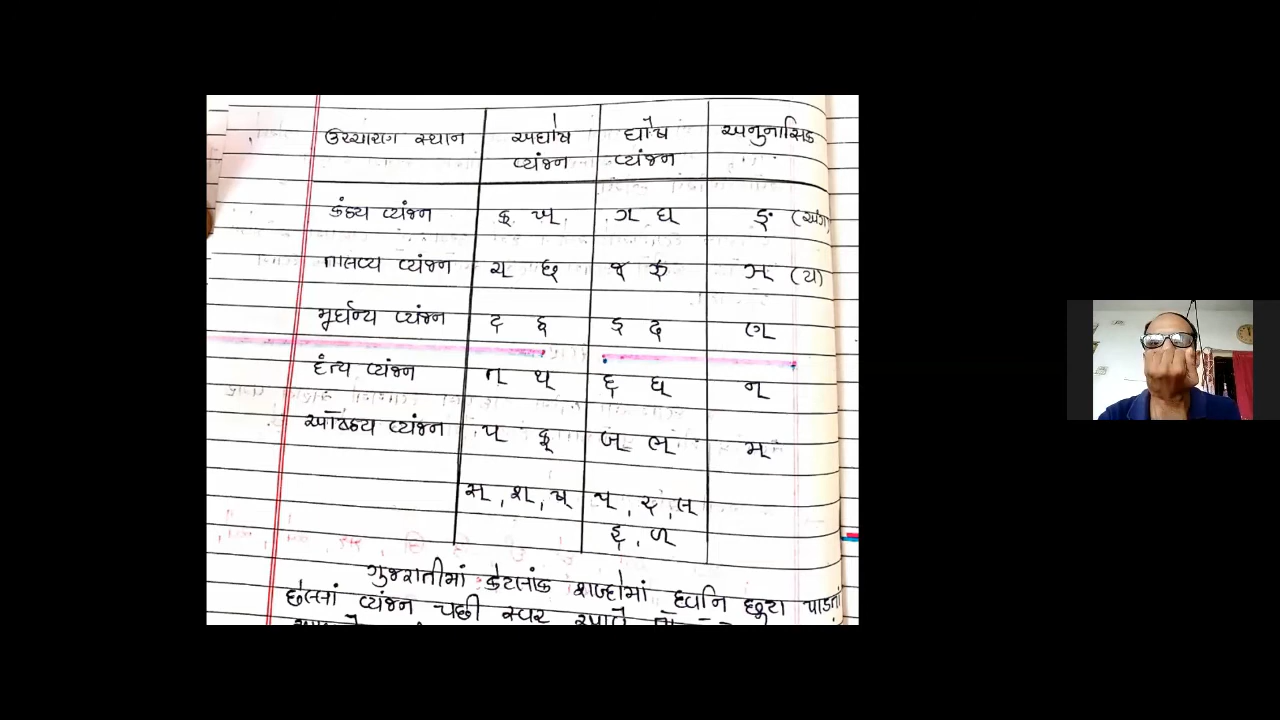 ઉચ્ચારણ સ્થાન અઘોષ વ્યંજન ઘોષ વ્યંજન અનુનાસિક
કંઠ્ય વ્યંજન ક્ ખ્ ગ્ ઘ્ ઙ્ (અંગ)
તાલવ્ય વ્યંજન ચ્ છ્ જ્ ઝ્ ઞ્ (ય)
મૂર્ધન્ય વ્યંજન ટ્ ઠ્ ડ્ ઢ્ ણ્
દંત્ય વ્યંજન ત્ થ્ દ્ ધ્ ન્
ઓષ્ઠ્ય વ્યંજન પ્ ફ્ બ્ ભ્ મ્
સ્, શ્, ષ્ ય્, ર્, લ્
હ્, ળ્
ગુજરાતીમાં કેટલાંક શબ્દોમાં ધ્વનિ છૂટા પાડતાં
છેલ્લાં વ્યંજન પછી સ્વર આવે